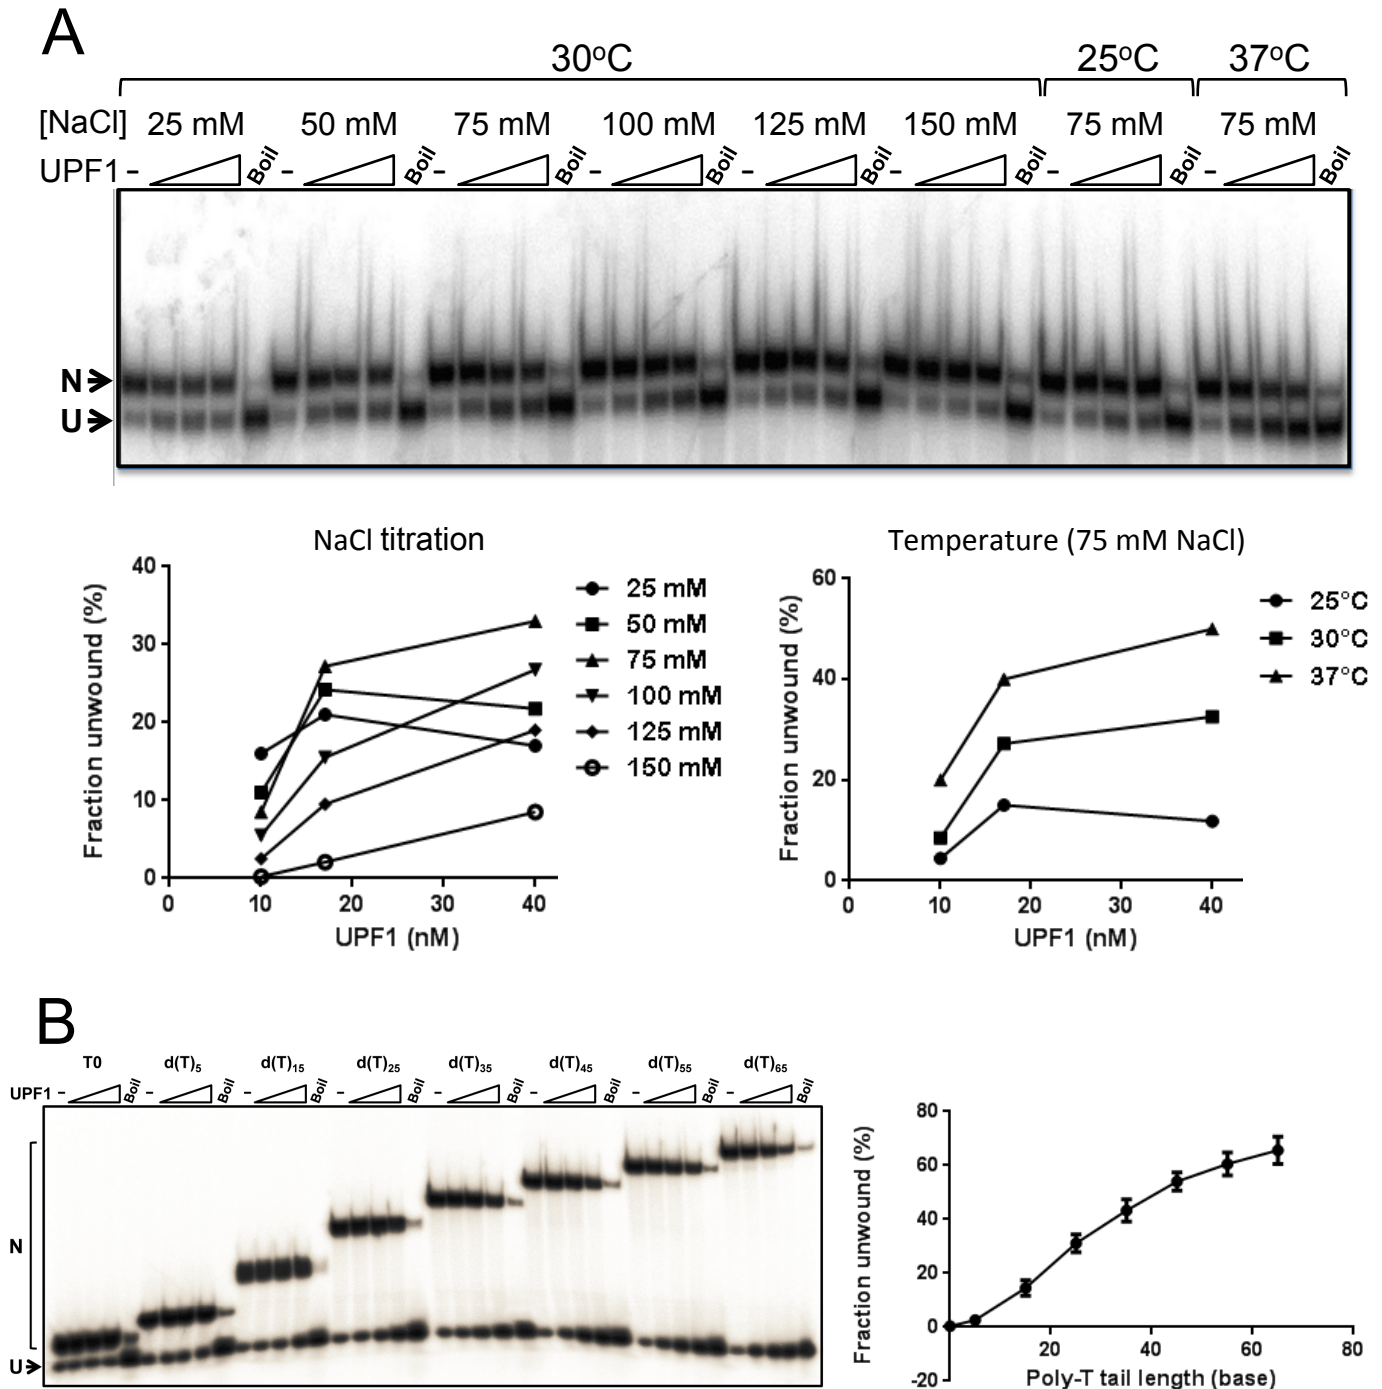 A
30°C 25°C 37°C
[NaCl] 25 mM 50 mM 75 mM 100 mM 125 mM 150 mM 75 mM 75 mM
UPF1 - Boil - Boil - Boil - Boil - Boil - Boil - Boil - Boil
N
U
NaCl titration
40
30
20
10
0
Fraction unwound (%)
0 10 20 30 40
UPF1 (nM)
25 mM
50 mM
75 mM
100 mM
125 mM
150 mM
Temperature (75 mM NaCl)
60
40
20
0
Fraction unwound (%)
0 10 20 30 40
UPF1 (nM)
25°C
30°C
37°C
B
T0 d(T)5 d(T)15 d(T)25 d(T)35 d(T)45 d(T)55 d(T)65
UPF1 - Boil - Boil - Boil - Boil - Boil - Boil - Boil - Boil
N
U
80
60
40
20
0
-20
Fraction unwound (%)
20 40 60 80
Poly-T tail length (base)